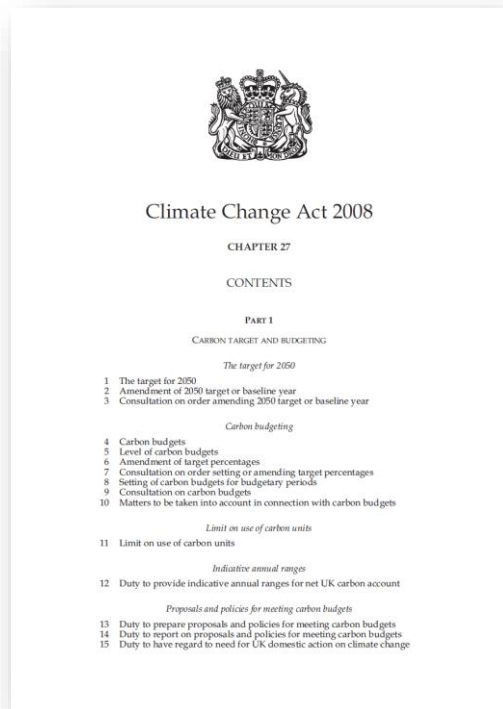 DIEU ET MON DROIT
Climate Change Act 2008
CHAPTER 27
CONTENTS
PART 1
CARBON TARGET AND BUDGETING
The target for 2050
1 The target for 2050
2 Amendment of 2050 target or baseline year
3 Consultation on order amending 2050 target or baseline year
Carbon budgeting
4 Carbon budgets
5 Level of carbon budgets
6 Amendment of target percentages
7 Consultation on order setting or amending target percentages
8 Setting of carbon budgets for budgetary periods
9 Consultation on carbon budgets
10 Matters to be taken into account in connection with carbon budgets
Limit on use of carbon units
11 Limit on use of carbon units
Indicative annual ranges
12 Duty to provide indicative annual ranges for net UK carbon account
Proposals and policies for meeting carbon budgets
13 Duty to prepare proposals and policies for meeting carbon budgets
14 Duty to report on proposals and policies for meeting carbon budgets
15 Duty to have regard to need for UK domestic action on climate change